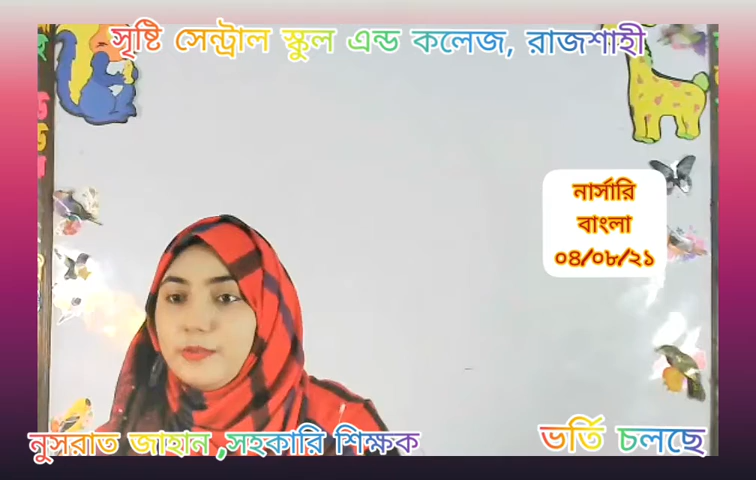 সৃষ্টি সেন্ট্রাল স্কুল এন্ড কলেজ, রাজশাহী
নার্সারি
বাংলা
০৪/০৮/২১
নুসরাত জাহান ,সহকারি শিক্ষক
ভর্তি চলছে